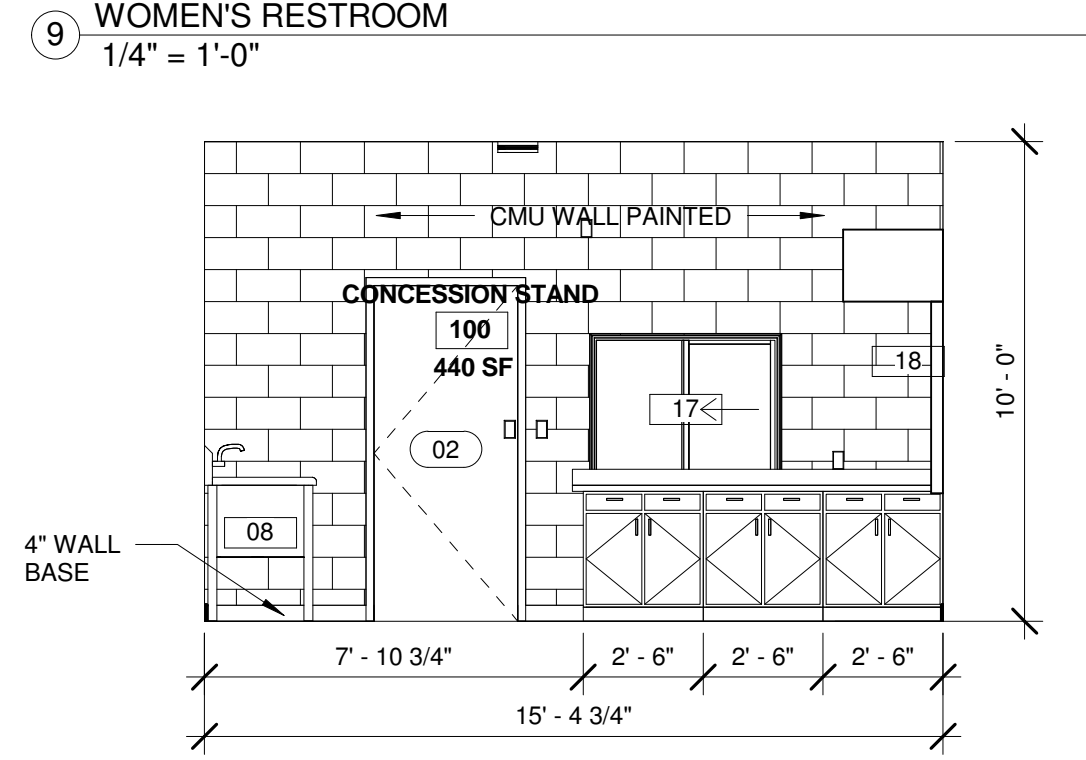 9
WOMEN'S RESTROOM
1/4" = 1'-0"
CMU WALL PAINTED
CONCESSION STAND
100
440 SF
18
17
02
08
4" WALL
BASE
10' - 0"
7' - 10 3/4"
2' - 6"
2' - 6"
2' - 6"
15' - 4 3/4"